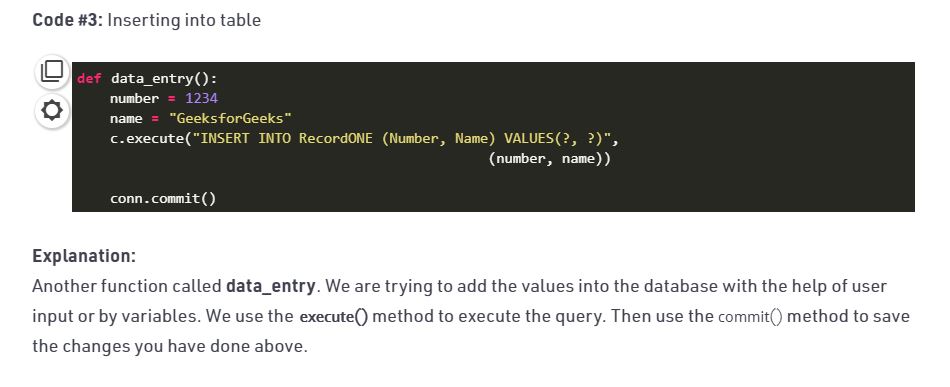 Code #3: Inserting into table
def data_entry():
    number = 1234
    name = "GeeksforGeeks"
    c.execute("INSERT INTO RecordONE (Number, Name) VALUES(?, ?)",
                                                (number, name))
    conn.commit()
Explanation:
Another function called data_entry. We are trying to add the values into the database with the help of user
input or by variables. We use the execute() method to execute the query. Then use the commit() method to save
the changes you have done above.